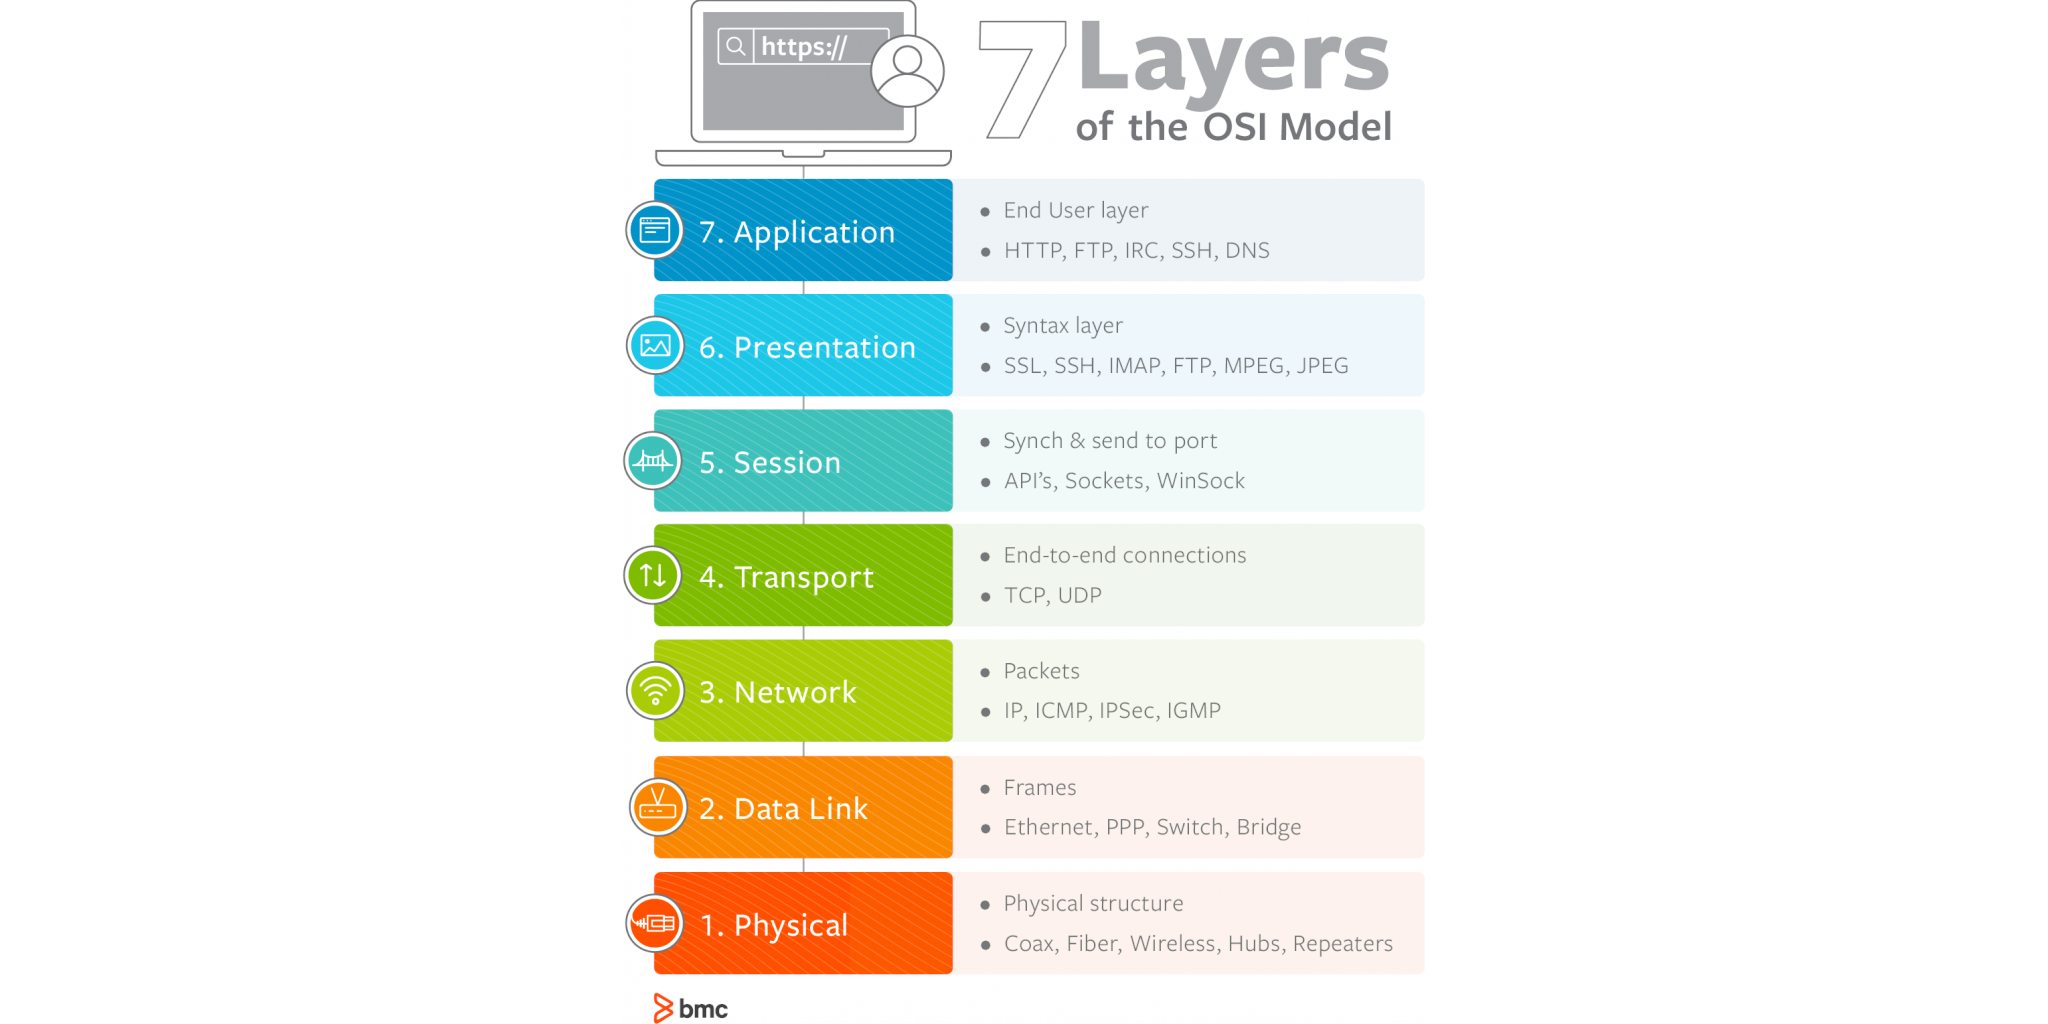 https://
7 Layers
of the OSI Model
7. Application
• End User layer
• HTTP, FTP, IRC, SSH, DNS
6. Presentation
• Syntax layer
• SSL, SSH, IMAP, FTP, MPEG, JPEG
5. Session
• Synch & send to port
• API’s, Sockets, WinSock
4. Transport
• End-to-end connections
• TCP, UDP
3. Network
• Packets
• IP, ICMP, IPSec, IGMP
2. Data Link
• Frames
• Ethernet, PPP, Switch, Bridge
1. Physical
• Physical structure
• Coax, Fiber, Wireless, Hubs, Repeaters
bmc